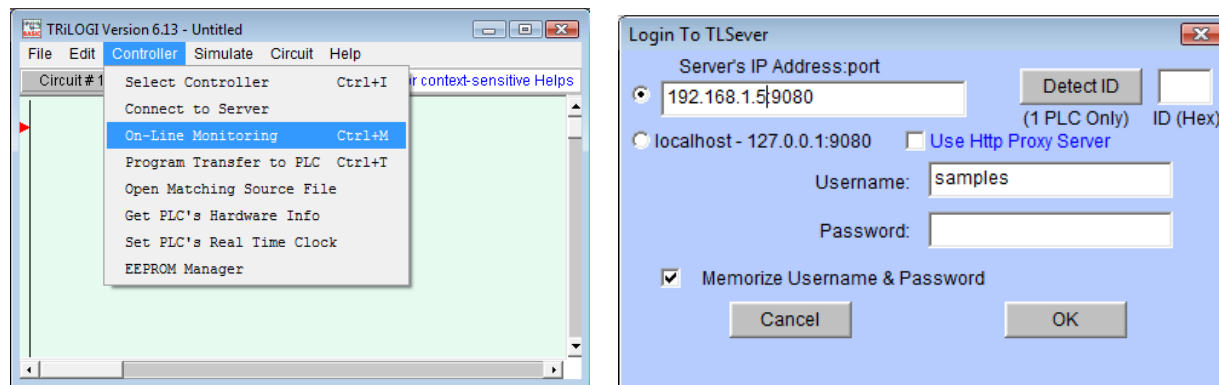 TRiLOGI Version 6.13 - Untitled
File Edit Controller Simulate Circuit Help
Circuit # 1
r context-sensitive Helps
Select Controller Ctrl+I
Connect to Server
On-Line Monitoring Ctrl+M
Program Transfer to PLC Ctrl+T
Open Matching Source File
Get PLC's Hardware Info
Set PLC's Real Time Clock
EEPROM Manager
Login To TLSever
Server's IP Address:port
192.168.1.5:9080
Detect ID
(1 PLC Only) ID (Hex)
localhost - 127.0.0.1:9080 Use Http Proxy Server
Username: samples
Password:
Memorize Username & Password
Cancel OK